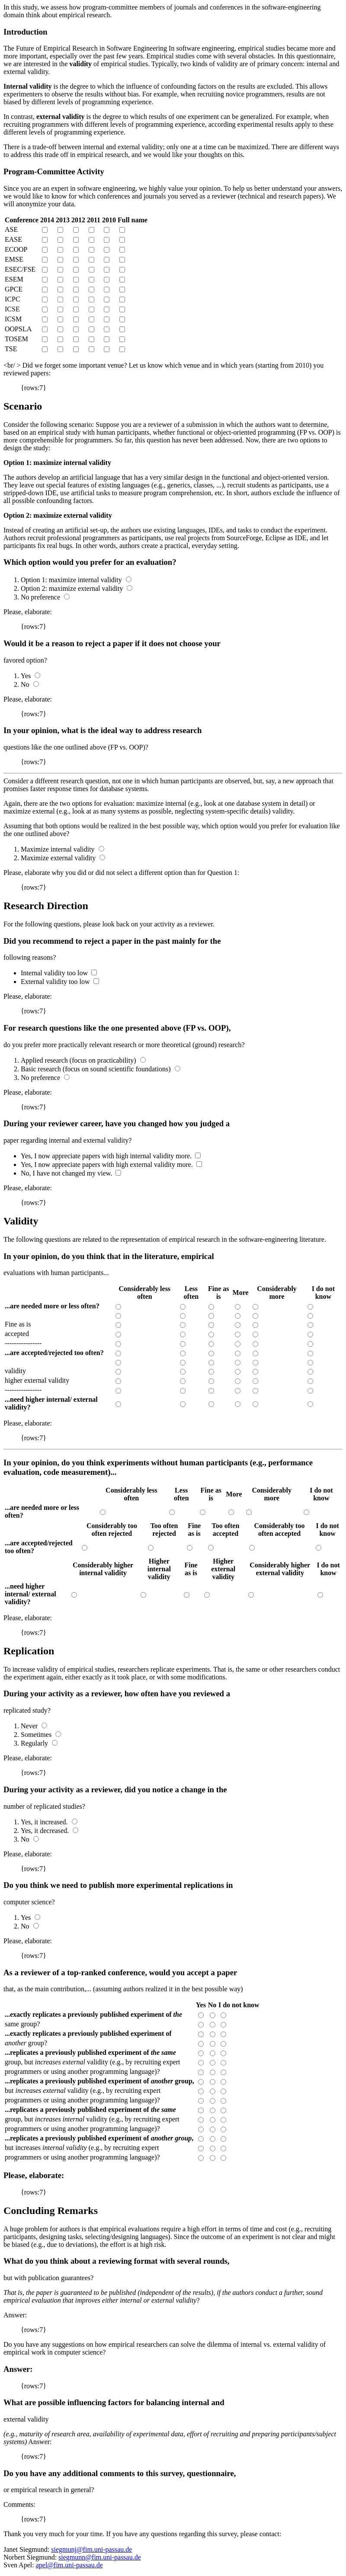 In this study, we assess how program-committee members of journals and conferences in the software-engineering
domain think about empirical research.
Introduction
The Future of Empirical Research in Software Engineering In software engineering, empirical studies became more and
more important, especially over the past few years. Empirical studies come with several obstacles. In this questionnaire,
we are interested in the validity of empirical studies. Typically, two kinds of validity are of primary concern: internal and
external validity.
Internal validity is the degree to which the influence of confounding factors on the results are excluded. This allows
experimenters to observe the results without bias. For example, when recruiting novice programmers, results are not
biased by different levels of programming experience.
In contrast, external validity is the degree to which results of one experiment can be generalized. For example, when
recruiting programmers with different levels of programming experience, according experimental results apply to these
different levels of programming experience.
There is a trade-off between internal and external validity; only one at a time can be maximized. There are different ways
to address this trade off in empirical research, and we would like your thoughts on this.
Program-Committee Activity
Since you are an expert in software engineering, we highly value your opinion. To help us better understand your answers,
we would like to know for which conferences and journals you served as a reviewer (technical and research papers). We
will anonymize your data.
Conference 2014 2013 2012 2011 2010 Full name
ASE
EASE
ECOOP
EMSE
ESEC/FSE
ESEM
GPCE
ICPC
ICSE
ICSM
OOPSLA
TOSEM
TSE
<br/ > Did we forget some important venue? Let us know which venue and in which years (starting from 2010) you
reviewed papers:
{rows:7}
Scenario
Consider the following scenario: Suppose you are a reviewer of a submission in which the authors want to determine,
based on an empirical study with human participants, whether functional or object-oriented programming (FP vs. OOP) is
more comprehensible for programmers. So far, this question has never been addressed. Now, there are two options to
design the study:
Option 1: maximize internal validity
The authors develop an artificial language that has a very similar design in the functional and object-oriented version.
They leave out special features of existing languages (e.g., generics, classes, ...), recruit students as participants, use a
stripped-down IDE, use artificial tasks to measure program comprehension, etc. In short, authors exclude the influence of
all possible confounding factors.
Option 2: maximize external validity
Instead of creating an artificial set-up, the authors use existing languages, IDEs, and tasks to conduct the experiment.
Authors recruit professional programmers as participants, use real projects from SourceForge, Eclipse as IDE, and let
participants fix real bugs. In other words, authors create a practical, everyday setting.
Which option would you prefer for an evaluation?
1. Option 1: maximize internal validity
2. Option 2: maximize external validity
3. No preference
Please, elaborate:
{rows:7}
Would it be a reason to reject a paper if it does not choose your
favored option?
1. Yes
2. No
Please, elaborate:
{rows:7}
In your opinion, what is the ideal way to address research
questions like the one outlined above (FP vs. OOP)?
{rows:7}
Consider a different research question, not one in which human participants are observed, but, say, a new approach that
promises faster response times for database systems.
Again, there are the two options for evaluation: maximize internal (e.g., look at one database system in detail) or
maximize external (e.g., look at as many systems as possible, neglecting system-specific details) validity.
Assuming that both options would be realized in the best possible way, which option would you prefer for evaluation like
the one outlined above?
1. Maximize internal validity
2. Maximize external validity
Please, elaborate why you did or did not select a different option than for Question 1:
{rows:7}
Research Direction
For the following questions, please look back on your activity as a reviewer.
Did you recommend to reject a paper in the past mainly for the
following reasons?
• Internal validity too low
• External validity too low
Please, elaborate:
{rows:7}
For research questions like the one presented above (FP vs. OOP),
do you prefer more practically relevant research or more theoretical (ground) research?
1. Applied research (focus on practicability)
2. Basic research (focus on sound scientific foundations)
3. No preference
Please, elaborate:
{rows:7}
During your reviewer career, have you changed how you judged a
paper regarding internal and external validity?
• Yes, I now appreciate papers with high internal validity more.
• Yes, I now appreciate papers with high external validity more.
• No, I have not changed my view.
Please, elaborate:
{rows:7}
Validity
The following questions are related to the representation of empirical research in the software-engineering literature.
In your opinion, do you think that in the literature, empirical
evaluations with human participants...
Considerably less often Less often Fine as is More Considerably more I do not know
...are needed more or less often?
Fine as is
accepted
----------------
...are accepted/rejected too often?
validity
higher external validity
----------------
...need higher internal/ external
validity?
Please, elaborate:
{rows:7}
In your opinion, do you think experiments without human participants (e.g., performance
evaluation, code measurement)...
Considerably less often Less often Fine as is More Considerably more I do not know
...are needed more or less
often?
Considerably too often rejected Too often rejected Fine as is Too often accepted Considerably too often accepted I do not know
...are accepted/rejected
too often?
Considerably higher internal validity Higher internal validity Fine as is Higher external validity Considerably higher external validity I do not know
...need higher
internal/ external
validity?
Please, elaborate:
{rows:7}
Replication
To increase validity of empirical studies, researchers replicate experiments. That is, the same or other researchers conduct
the experiment again, either exactly as it took place, or with some modifications.
During your activity as a reviewer, how often have you reviewed a
replicated study?
1. Never
2. Sometimes
3. Regularly
Please, elaborate:
{rows:7}
During your activity as a reviewer, did you notice a change in the
number of replicated studies?
1. Yes, it increased.
2. Yes, it decreased.
3. No
Please, elaborate:
{rows:7}
Do you think we need to publish more experimental replications in
computer science?
1. Yes
2. No
Please, elaborate:
{rows:7}
As a reviewer of a top-ranked conference, would you accept a paper
that, as the main contribution,... (assuming authors realized it in the best possible way)
Yes No I do not know
...exactly replicates a previously published experiment of the
same group?
...exactly replicates a previously published experiment of
another group?
...replicates a previously published experiment of the same
group, but increases external validity (e.g., by recruiting expert
programmers or using another programming language)?
...replicates a previously published experiment of another group,
but increases external validity (e.g., by recruiting expert
programmers or using another programming language)?
...replicates a previously published experiment of the same
group, but increases internal validity (e.g., by recruiting expert
programmers or using another programming language)?
...replicates a previously published experiment of another group,
but increases internal validity (e.g., by recruiting expert
programmers or using another programming language)?
Please, elaborate:
{rows:7}
Concluding Remarks
A huge problem for authors is that empirical evaluations require a high effort in terms of time and cost (e.g., recruiting
participants, designing tasks, selecting/designing languages). Since the outcome of an experiment is not clear and might
be biased (e.g., due to deviations), the effort is at high risk.
What do you think about a reviewing format with several rounds,
but with publication guarantees?
That is, the paper is guaranteed to be published (independent of the results), if the authors conduct a further, sound
empirical evaluation that improves either internal or external validity?
Answer:
{rows:7}
Do you have any suggestions on how empirical researchers can solve the dilemma of internal vs. external validity of
empirical work in computer science?
Answer:
{rows:7}
What are possible influencing factors for balancing internal and
external validity
(e.g., maturity of research area, availability of experimental data, effort of recruiting and preparing participants/subject
systems) Answer:
{rows:7}
Do you have any additional comments to this survey, questionnaire,
or empirical research in general?
Comments:
{rows:7}
Thank you very much for your time. If you have any questions regarding this survey, please contact:
Janet Siegmund: siegmunj@fim.uni-passau.de
Norbert Siegmund: siegmunn@fim.uni-passau.de
Sven Apel: apel@fim.uni-passau.de